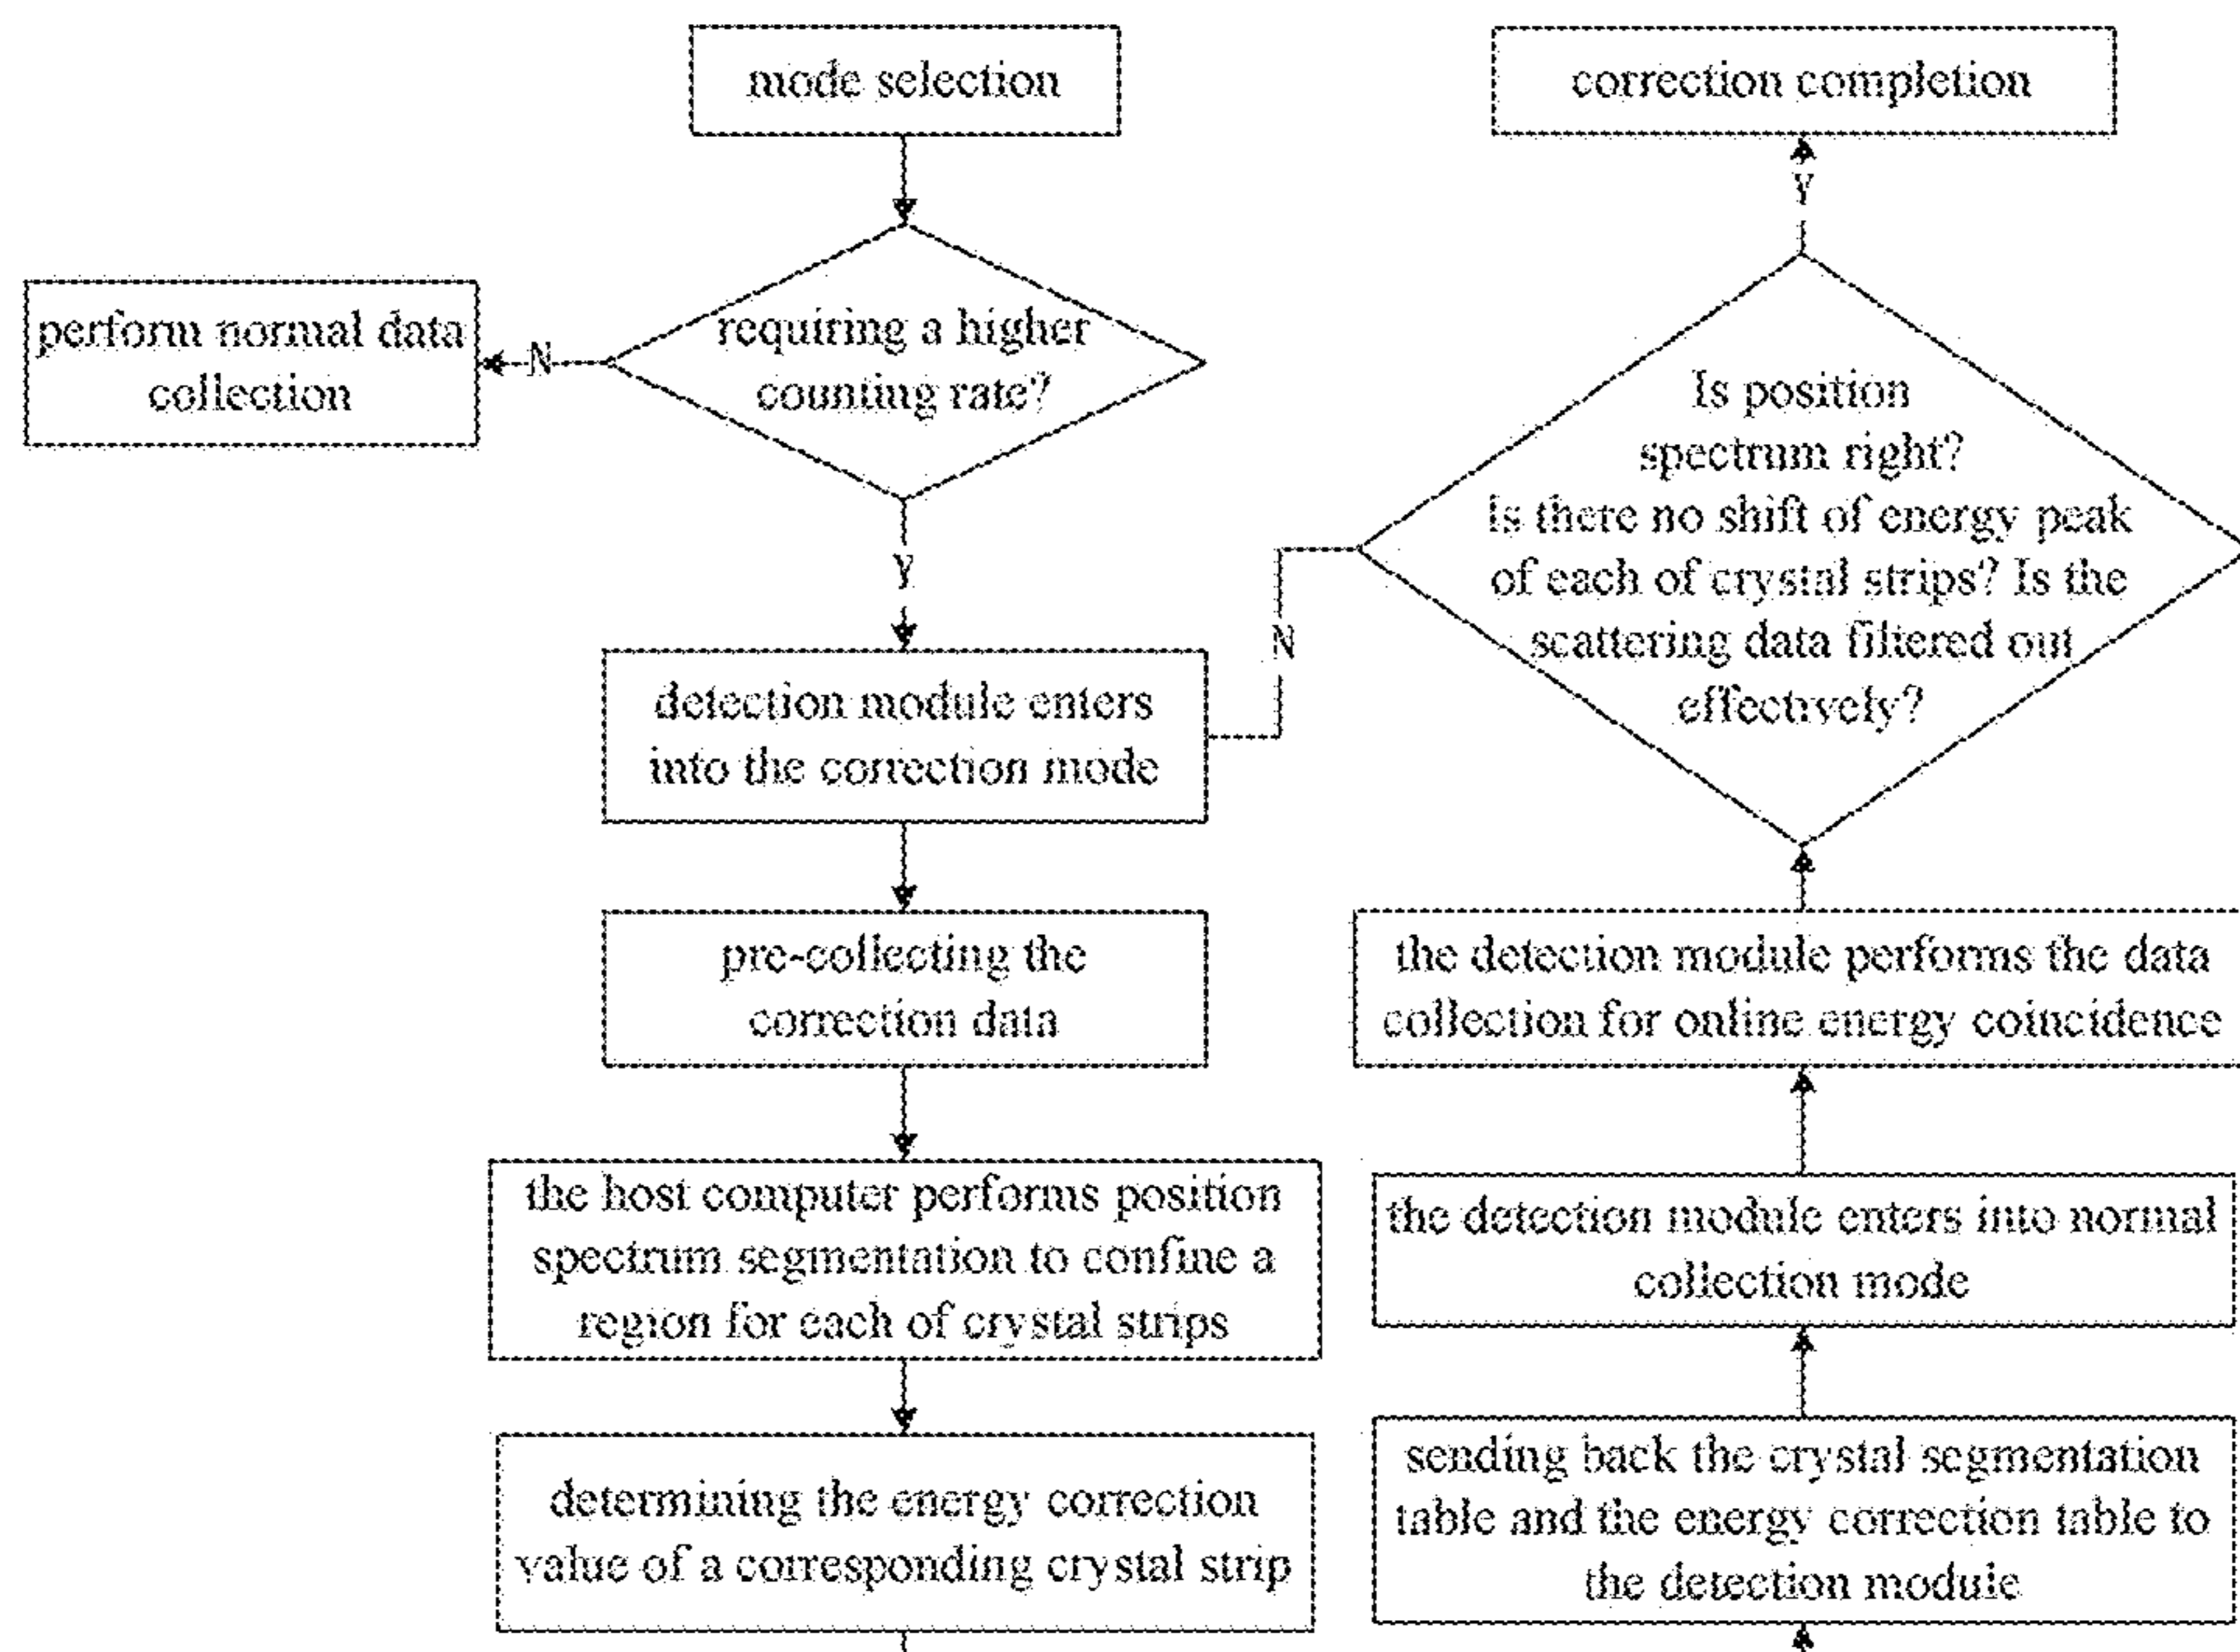 mode selection
requiring a higher
counting rate?
N
perform normal data
collection
Y
detection module enters
into the correction mode
pre-collecting the
correction data
the host computer performs position
spectrum segmentation to confine a
region for each of crystal strips
determining the energy correction
value of a corresponding crystal strip
sending back the crystal segmentation
table and the energy correction table to
the detection module
the detection module enters into normal
collection mode
the detection module performs the data
collection for online energy coincidence
Is position
spectrum right?
Is there no shift of energy peak
of each of crystal strips? Is the
scattering data filtered out
effectively?
N
Y
correction completion